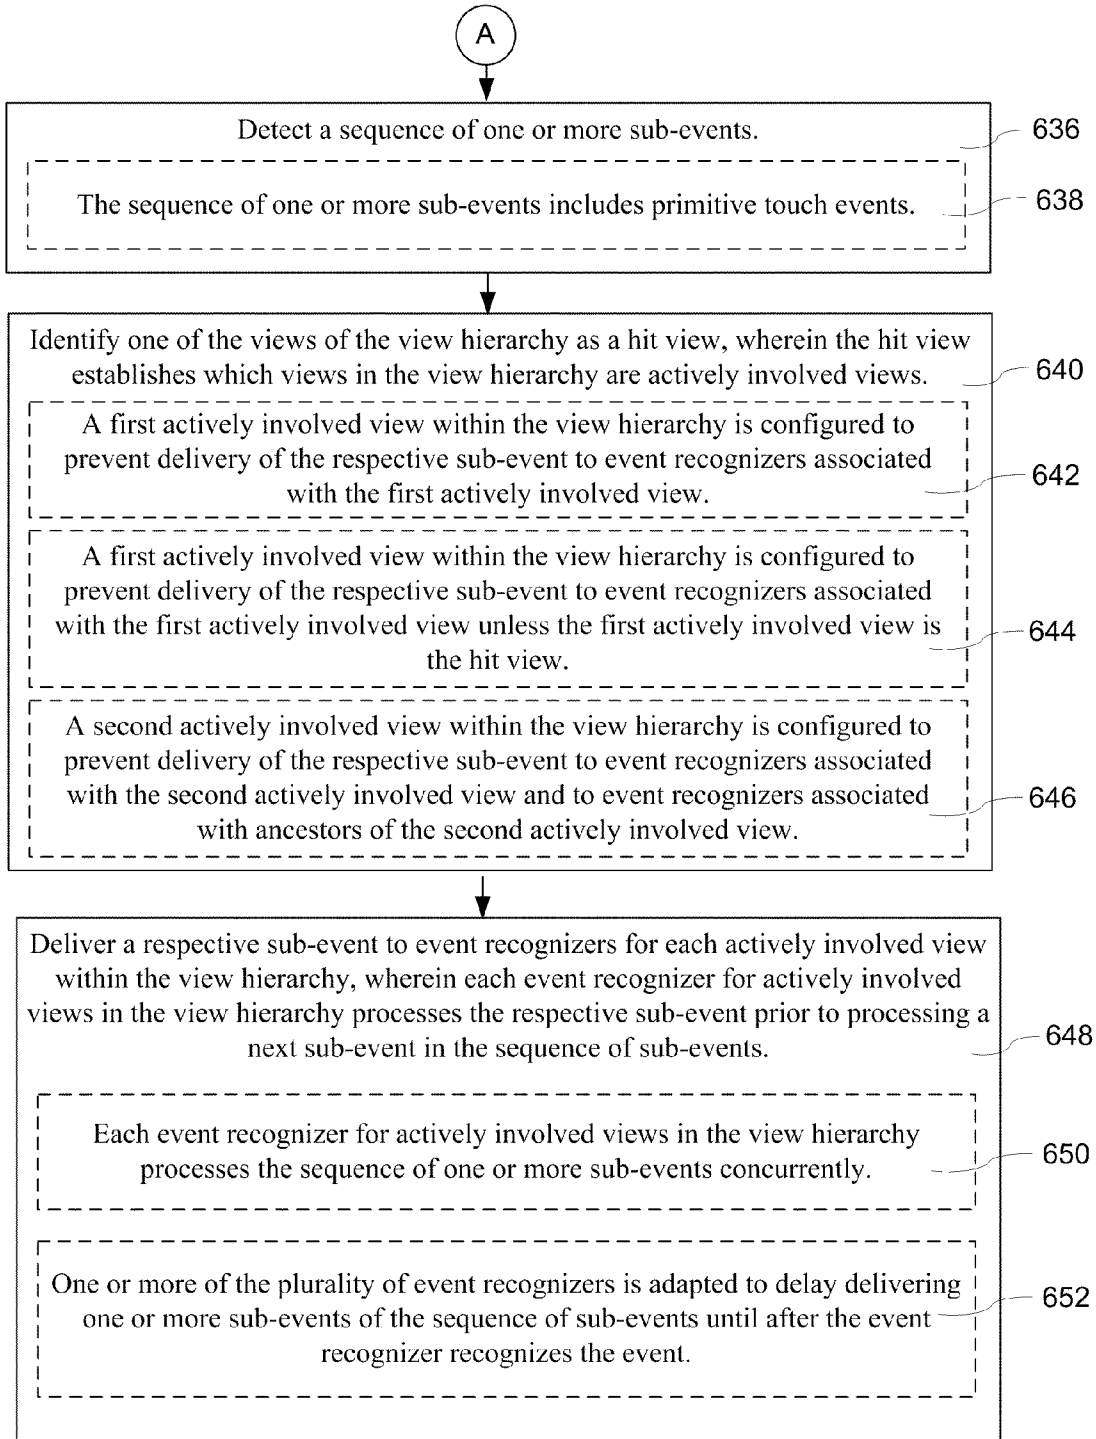 A
Detect a sequence of one or more sub-events.
636
The sequence of one or more sub-events includes primitive touch events.
638
Identify one of the views of the view hierarchy as a hit view, wherein the hit view
establishes which views in the view hierarchy are actively involved views.
640
A first actively involved view within the view hierarchy is configured to
prevent delivery of the respective sub-event to event recognizers associated
with the first actively involved view.
642
A first actively involved view within the view hierarchy is configured to
prevent delivery of the respective sub-event to event recognizers associated
with the first actively involved view unless the first actively involved view is
the hit view.
644
A second actively involved view within the view hierarchy is configured to
prevent delivery of the respective sub-event to event recognizers associated
with the second actively involved view and to event recognizers associated
with ancestors of the second actively involved view.
646
Deliver a respective sub-event to event recognizers for each actively involved view
within the view hierarchy, wherein each event recognizer for actively involved
views in the view hierarchy processes the respective sub-event prior to processing a
next sub-event in the sequence of sub-events.
648
Each event recognizer for actively involved views in the view hierarchy
processes the sequence of one or more sub-events concurrently.
650
One or more of the plurality of event recognizers is adapted to delay delivering
one or more sub-events of the sequence of sub-events until after the event
recognizer recognizes the event.
652